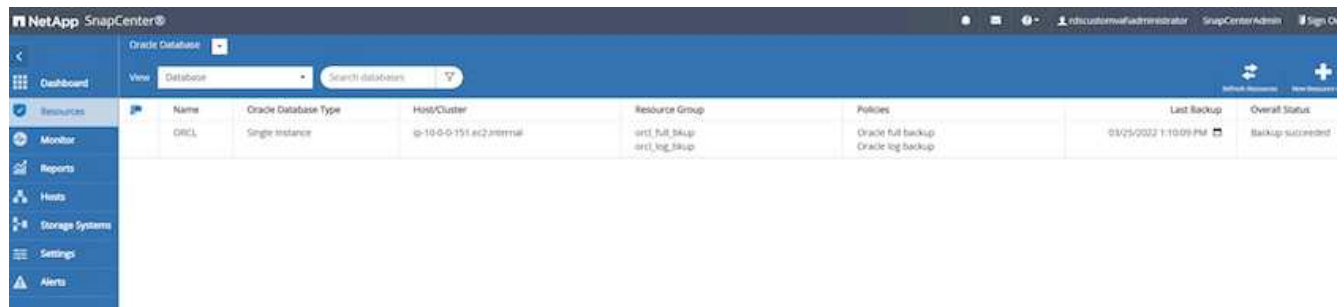 NetApp SnapCenter®
rdscustomval\administrator SnapCenterAdmin Sign O
Oracle Database
Dashboard
View Database Search databases
Refresh Resources New Resource
Resources
Name Oracle Database Type Host/Cluster Resource Group Policies Last Backup Overall Status
ORCL Single Instance ip-10-0-0-151.ec2.internal orcl_full_bkup Oracle full backup 03/25/2022 1:10:09 PM Backup succeeded
orcl_log_bkup Oracle log backup
Monitor
Reports
Hosts
Storage Systems
Settings
Alerts